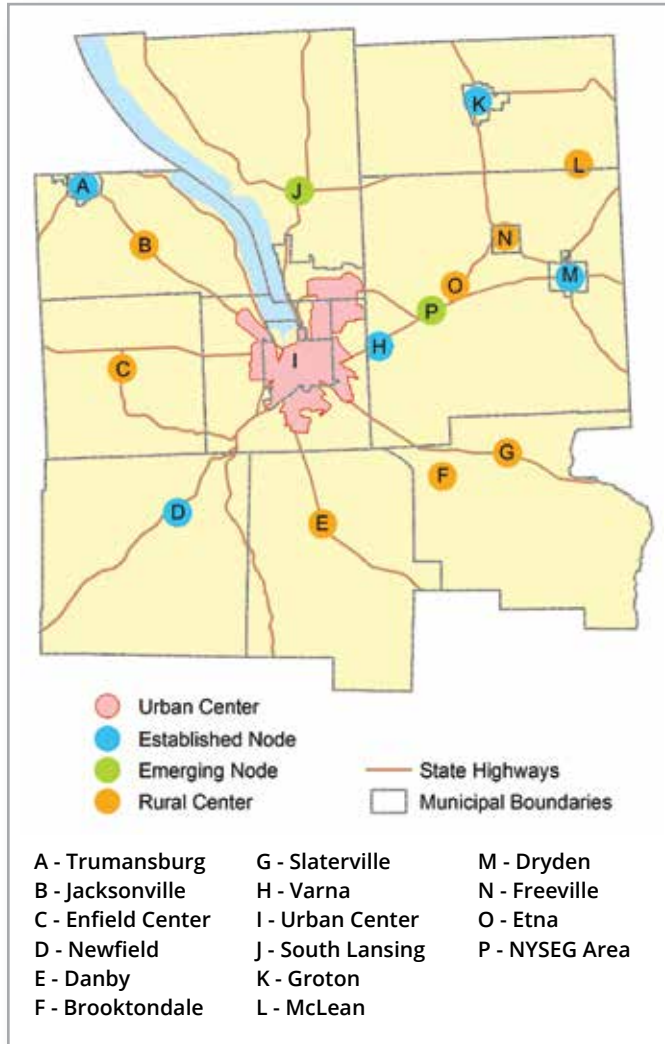 K
A
L
J
B
N
M
O
P
H
I
C
G
F
D
E
Urban Center
Established Node
Emerging Node
Rural Center
State Highways
Municipal Boundaries
A - Trumansburg
B - Jacksonville
C - Enfield Center
D - Newfield
E - Danby
F - Brooktondale
G - Slaterville
H - Varna
I - Urban Center
J - South Lansing
K - Groton
L - McLean
M - Dryden
N - Freeville
O - Etna
P - NYSEG Area